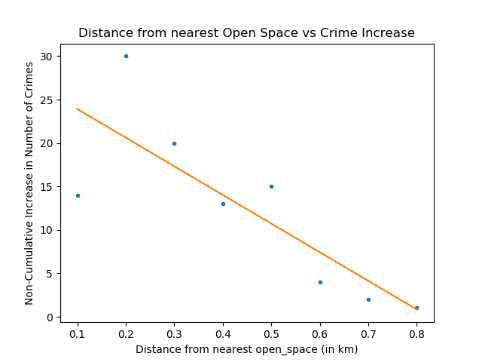 Distance from nearest Open Space vs Crime Increase
Non-Cumulative Increase in Number of Crimes
30
25
20
15
10
5
0
0.1 0.2 0.3 0.4 0.5 0.6 0.7 0.8
Distance from nearest open_space (in km)